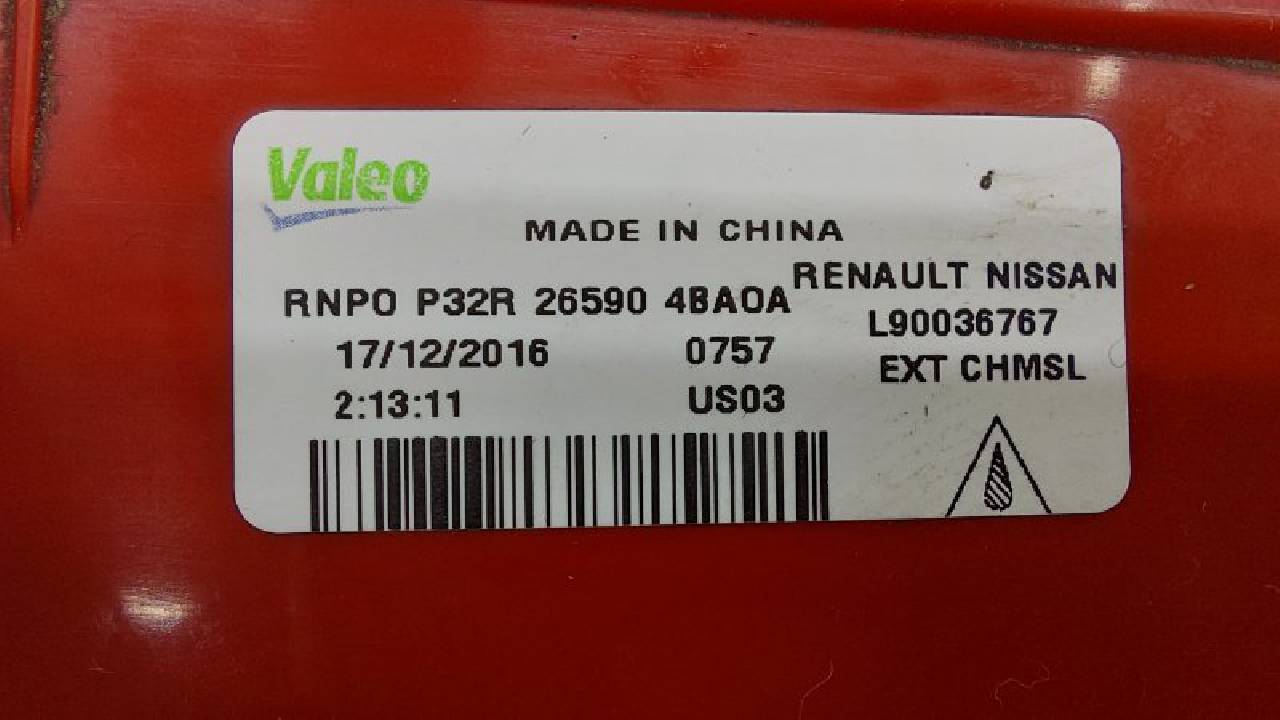 Valeo
MADE IN CHINA
RENAULT NISSAN
RNPO P32R 26590 4BA0A
L90036767
17/12/2016 0757
EXT CHMSL
2:13:11 US03